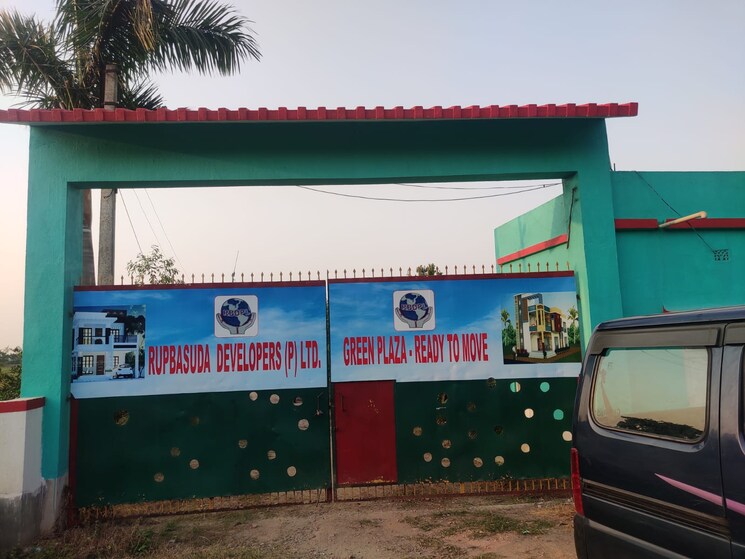 RUPBASUDA DEVELOPERS (P) LTD.
GREEN PLAZA - READY TO MOVE